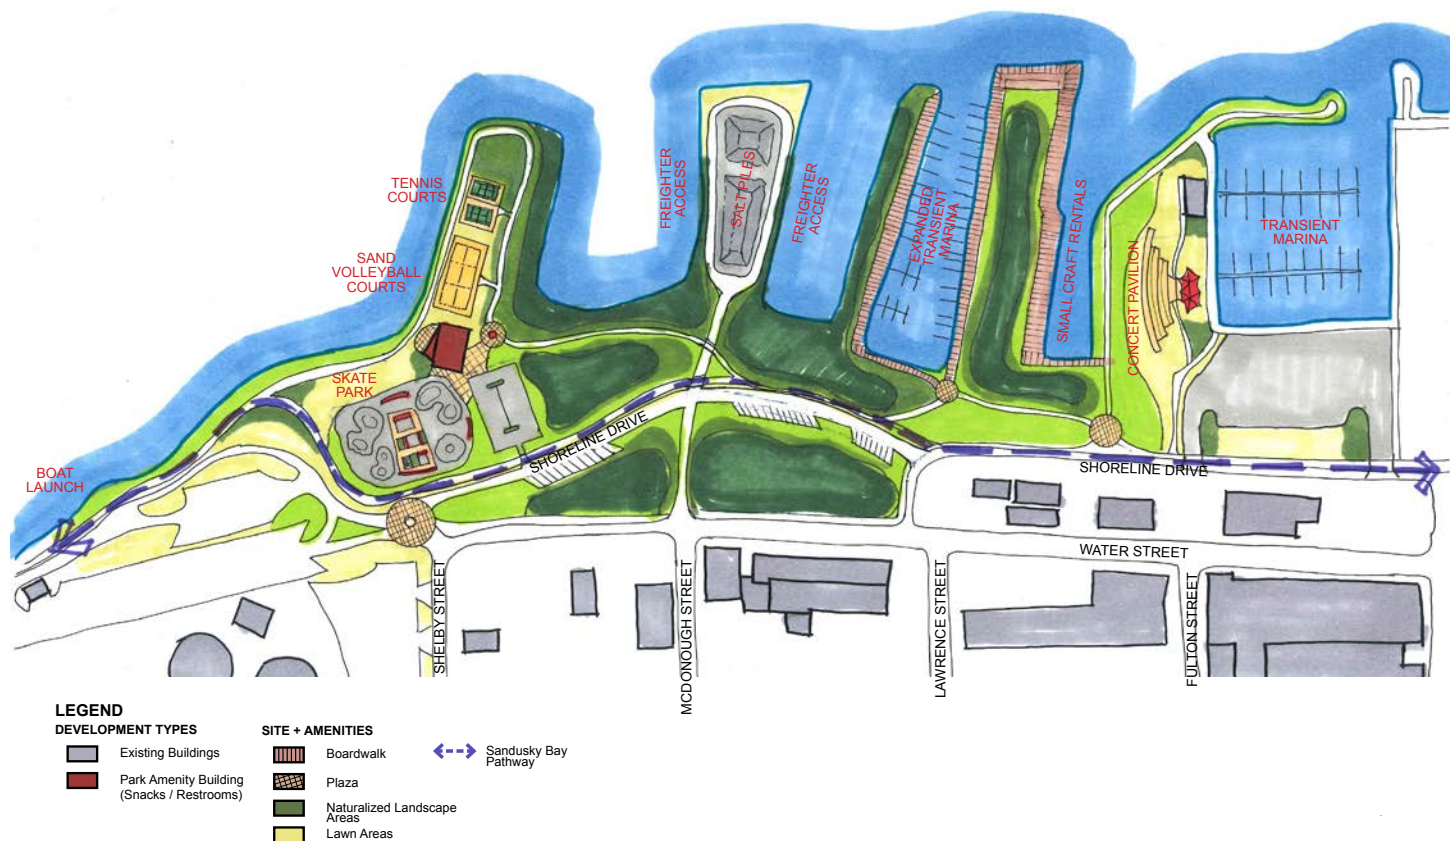 TENNIS
COURTS
SAND
VOLLEYBALL
COURTS
SKATE
PARK
BOAT
LAUNCH
FREIGHTER
ACCESS
SALT PILES
FREIGHTER
ACCESS
EXPANDED
TRANSIENT
MARINA
SMALL CRAFT RENTALS
CONCERT PAVILION
TRANSIENT
MARINA
SHORELINE DRIVE
SHORELINE DRIVE
WATER STREET
SHELBY STREET
MCDONOUGH STREET
LAWRENCE STREET
FULTON STREET
LEGEND
DEVELOPMENT TYPES
Existing Buildings
Park Amenity Building
(Snacks / Restrooms)
SITE + AMENITIES
Boardwalk
Plaza
Naturalized Landscape
Areas
Lawn Areas
Sandusky Bay
Pathway